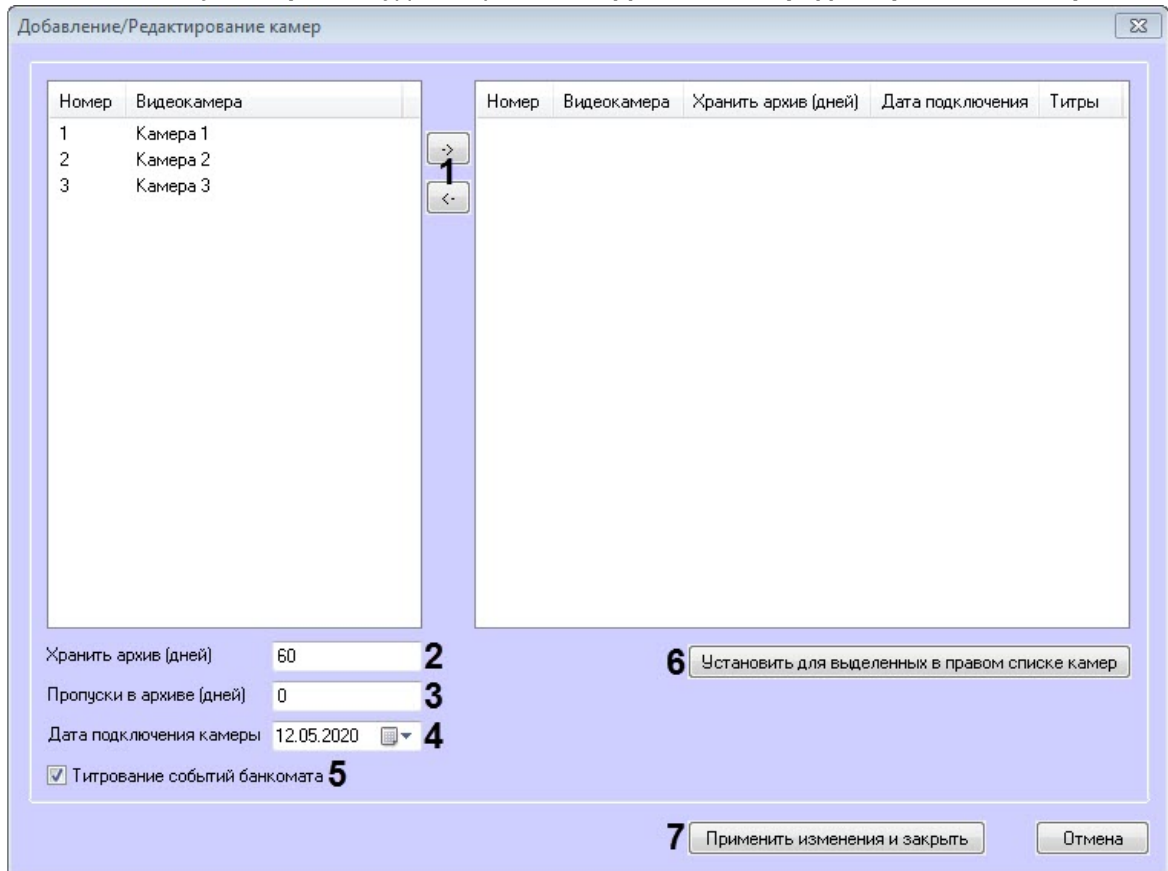 Добавление/Редактирование камер
Номер Видеокамера
1 Камера 1
2 Камера 2
3 Камера 3
->
1
<-
Номер Видеокамера Хранить архив (дней) Дата подключения Титры
Хранить архив (дней) 60 2
Пропуски в архиве (дней) 0 3
Дата подключения камеры 12.05.2020 4
Титрование событий банкомата 5
6 Установить для выделенных в правом списке камер
7 Применить изменения и закрыть Отмена